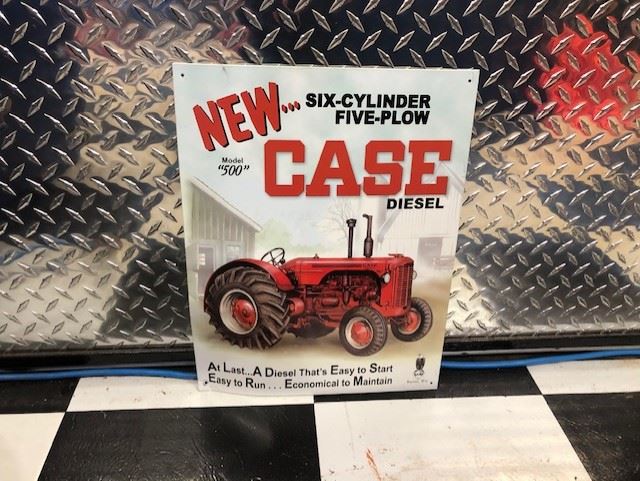 NEW...
SIX-CYLINDER
FIVE-PLOW
Model
"500"
CASE
DIESEL
At Last...A Diesel That's Easy to Start
Easy to Run . . . Economical to Maintain